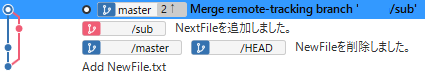 master 2↑ Merge remote-tracking branch ' /sub'
/sub NextFileを追加しました。
/master /HEAD NewFileを削除しました。
Add NewFile.txt